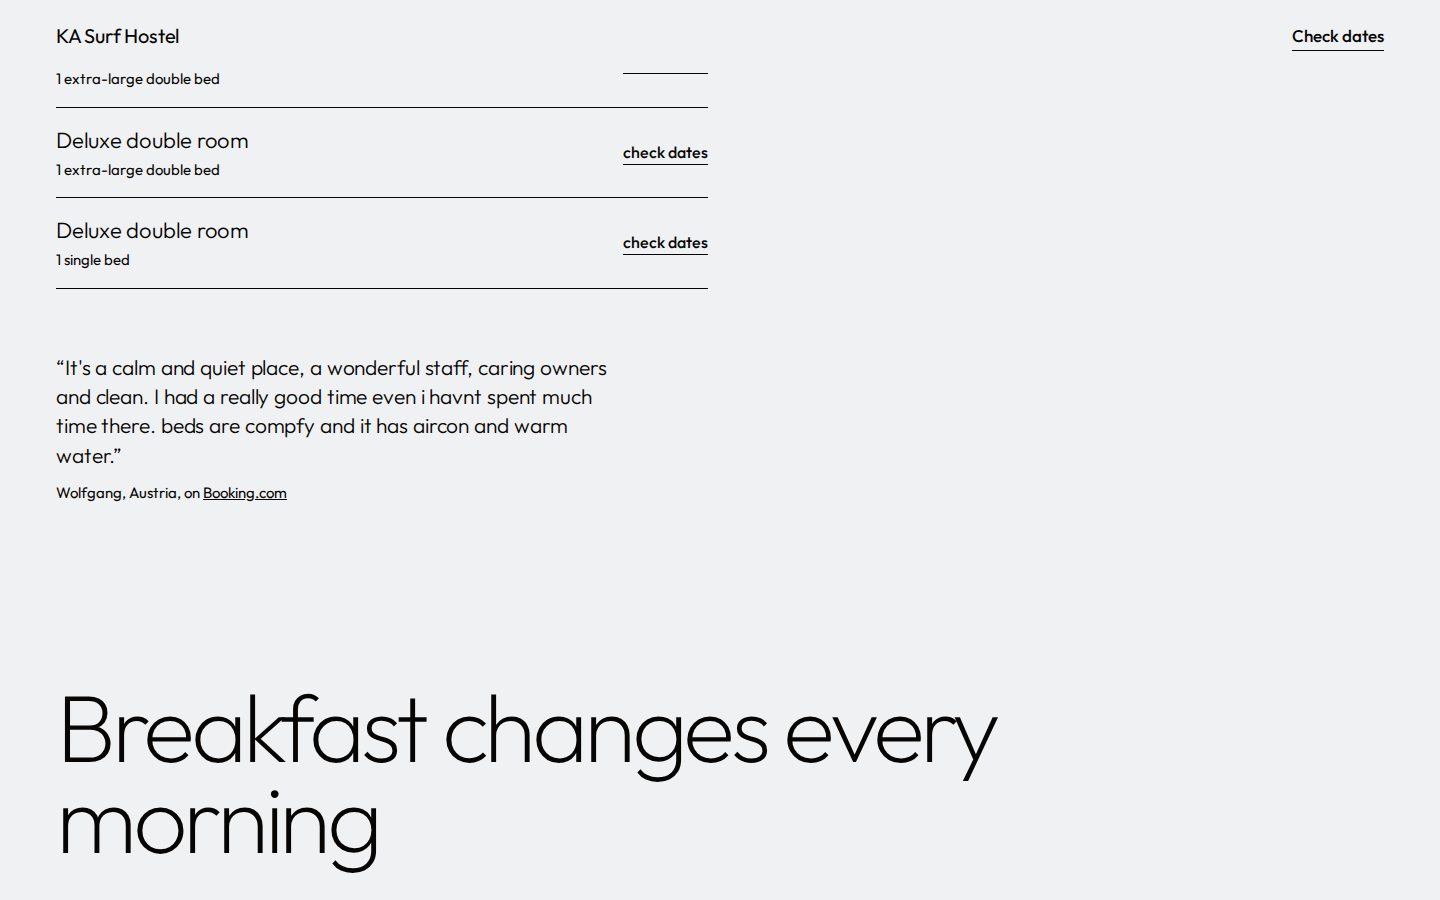 KA Surf Hostel
Check dates
1 extra-large double bed
Deluxe double room
check dates
1 extra-large double bed
Deluxe double room
check dates
1 single bed
“It's a calm and quiet place, a wonderful staff, caring owners
and clean. I had a really good time even i havnt spent much
time there. beds are compfy and it has aircon and warm
water.”
Wolfgang, Austria, on Booking.com
Breakfast changes every
morning